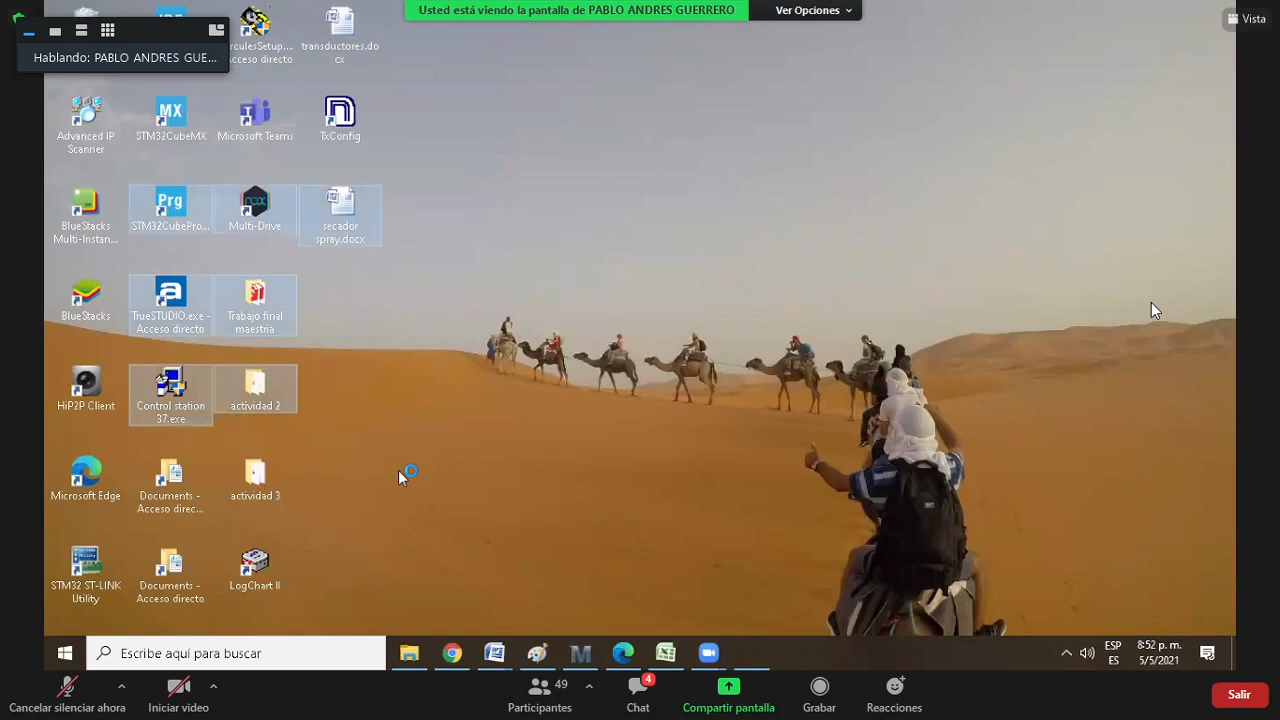 Usted está viendo la pantalla de PABLO ANDRES GUERRERO
Ver Opciones
Vista
Hablando: PABLO ANDRES GUE...
Acceso directo
transductores.do
cx
Advanced IP
Scanner
STM32CubeMX
Microsoft Teams
TxConfig
BlueStacks
Multi-Instan...
STM32CubePro...
Multi-Drive
secador
spray.docx
BlueStacks
TrueSTUDIO.exe -
Acceso directo
Trabajo final
maestria
HiP2P Client
Control station
37.exe
actividad 2
Microsoft Edge
Documents -
Acceso direc...
actividad 3
STM32 ST-LINK
Utility
Documents -
Acceso directo
LogChart II
MX
Prg
nox
a
Escribe aquí para buscar
ESP
ES
8:52 p. m.
5/5/2021
Cancelar silenciar ahora
Iniciar video
49
Participantes
4
Chat
Compartir pantalla
Grabar
Reacciones
Salir